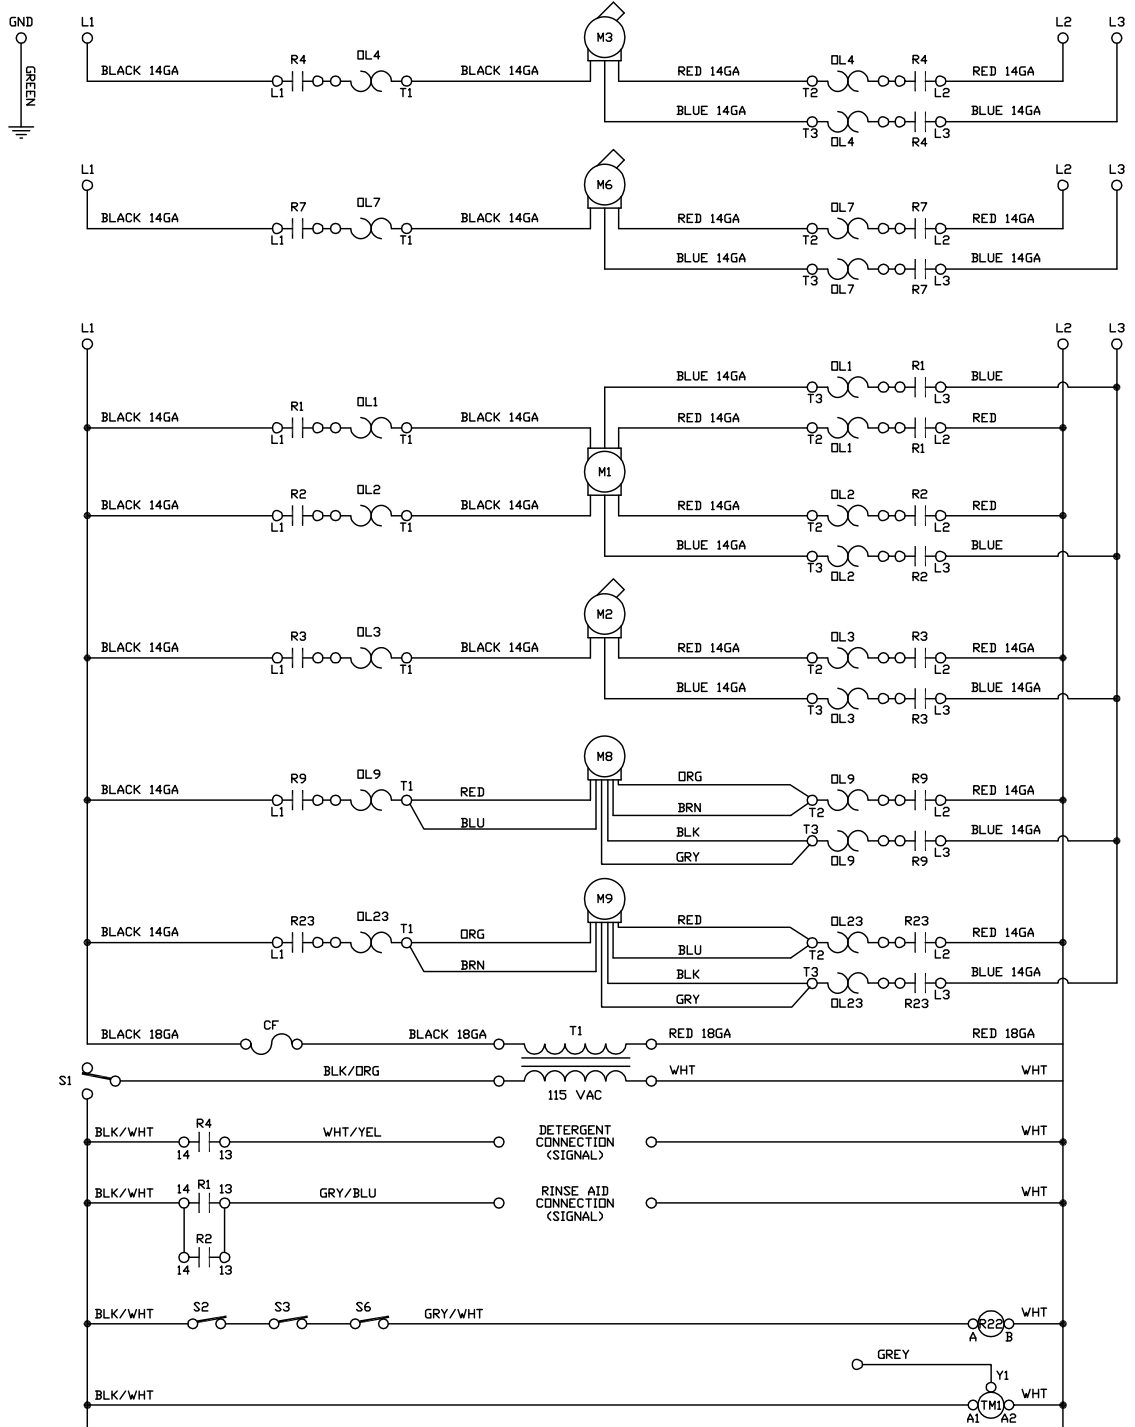 GND L1 M3 L2 L3
GREEN
BLACK 14GA R4 OL4 BLACK 14GA RED 14GA OL4 R4 RED 14GA
L1 T1 T2 L2
BLUE 14GA BLUE 14GA
T3 OL4 R4 L3
L1 M6 L2 L3
BLACK 14GA R7 OL7 BLACK 14GA RED 14GA OL7 R7 RED 14GA
L1 T1 T2 L2
BLUE 14GA BLUE 14GA
T3 OL7 R7 L3
L1 L2 L3
BLUE 14GA OL1 R1 BLUE
T3 L3
BLACK 14GA R1 OL1 BLACK 14GA RED 14GA RED
L1 T1 T2 OL1 R1 L2
M1
BLACK 14GA R2 OL2 BLACK 14GA RED 14GA OL2 R2 RED
L1 T1 T2 L2
BLUE 14GA BLUE
T3 OL2 R2 L3
M2
BLACK 14GA R3 OL3 BLACK 14GA RED 14GA OL3 R3 RED 14GA
L1 T1 T2 L2
BLUE 14GA BLUE 14GA
T3 OL3 R3 L3
M8
BLACK 14GA R9 OL9 T1 RED ORG OL9 R9 RED 14GA
L1 BLU BRN T2 L2
BLK T3 BLUE 14GA
GRY OL9 R9 L3
M9
BLACK 14GA R23 OL23 T1 ORG RED OL23 R23 RED 14GA
L1 BRN BLU T2 L2
BLK T3 BLUE 14GA
GRY OL23 R23 L3
BLACK 18GA CF BLACK 18GA T1 RED 18GA RED 18GA
S1 BLK/ORG WHT WHT
115 VAC
BLK/WHT R4 WHT/YEL DETERGENT WHT
14 13 CONNECTION
(SIGNAL)
BLK/WHT 14 R1 13 GRY/BLU RINSE AID WHT
CONNECTION
(SIGNAL)
R2
14 13
BLK/WHT S2 S3 S6 GRY/WHT R22 WHT
A B
GREY
Y1
BLK/WHT TM1 WHT
A1 A2